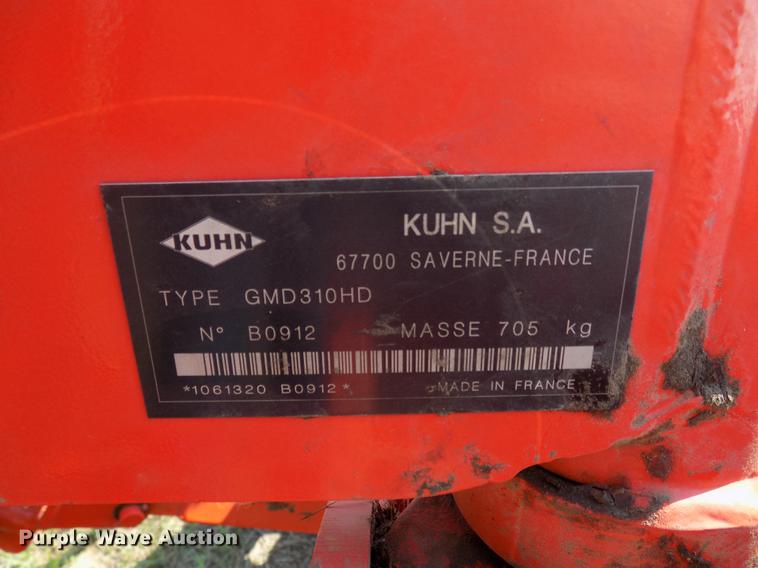 KUHN
KUHN S.A.
67700 SAVERNE-FRANCE
TYPE GMD310HD
N° B0912 MASSE 705 kg
*1061320 B0912*
MADE IN FRANCE
Purple Wave Auction